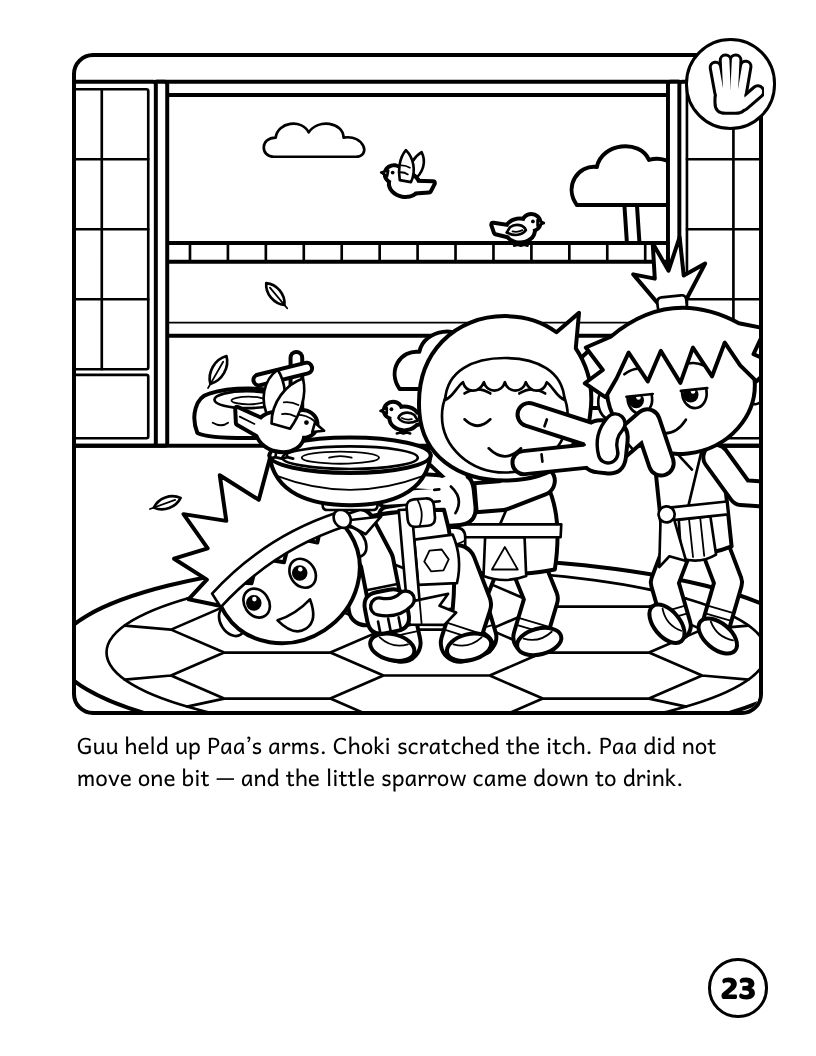 Guu held up Paa’s arms. Choki scratched the itch. Paa did not
move one bit — and the little sparrow came down to drink.
23